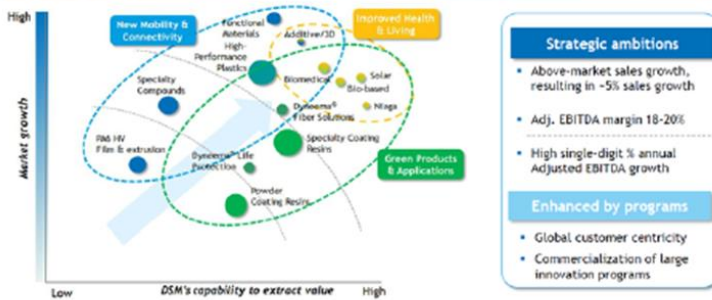 High
Market growth
Low
DSM's capability to extract value
High
New Mobility &
Connectivity
Improved Health
& Living
Green Products
& Applications
Functional
Materials
Additive/3D
High-
Performance
Plastics
Biomedical
Solar
Bio-based
Niaga
Specialty
Compounds
Dyneema®
Fiber Solutions
Specialty Coating
Resins
PA6 HV
Film & extrusion
Dyneema® Life
Protection
Powder
Coating Resins
Strategic ambitions
Above-market sales growth,
resulting in ~5% sales growth
Adj. EBITDA margin 18-20%
High single-digit % annual
Adjusted EBITDA growth
Enhanced by programs
Global customer centricity
Commercialization of large
innovation programs